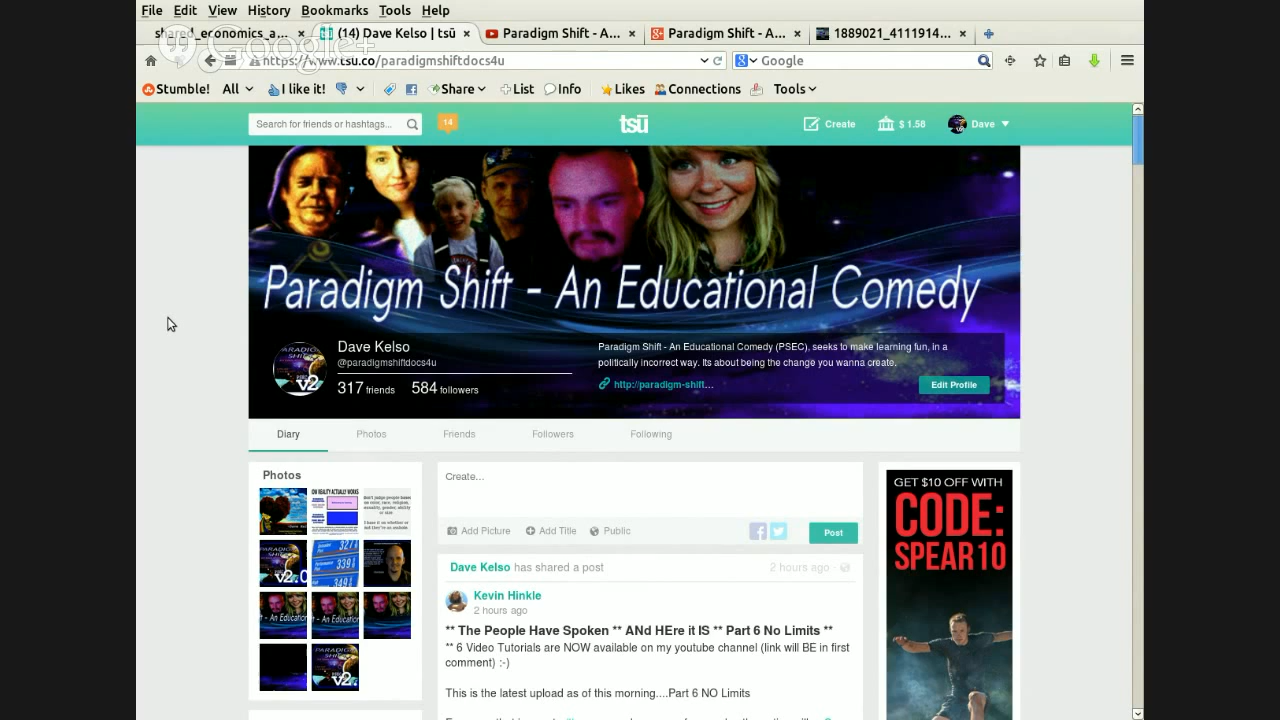 File Edit View History Bookmarks Tools Help
shared_economics_a... × (14) Dave Kelso | tsū × Paradigm Shift - A... × Paradigm Shift - A... × 1889021_4111914... ×
Google+
https://www.tsu.co/paradigmshiftdocs4u Google
Stumble! All I like it! Share List Info Likes Connections Tools
Search for friends or hashtags... 14 tsū Create $ 1.58 Dave
Paradigm Shift - An Educational Comedy
Dave Kelso
@paradigmshiftdocs4u
317 friends 584 followers
Paradigm Shift - An Educational Comedy (PSEC), seeks to make learning fun, in a
politically incorrect way. Its about being the change you wanna create.
http://paradigm-shift...
Edit Profile
Diary Photos Friends Followers Following
Photos
Create...
Add Picture Add Title Public Post
Dave Kelso has shared a post 2 hours ago
Kevin Hinkle
2 hours ago
** The People Have Spoken ** ANd HEre it IS ** Part 6 No Limits **
** 6 Video Tutorials are NOW available on my youtube channel (link will BE in first
comment) :-)
This is the latest upload as of this morning....Part 6 NO Limits
GET $10 OFF WITH
CODE:
SPEAR10